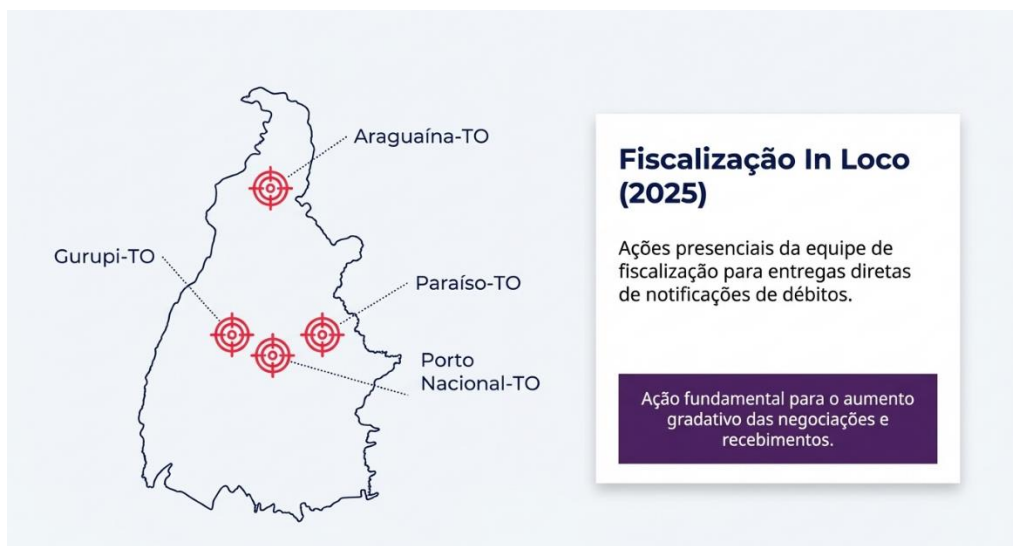 Araguaína-TO
Gurupi-TO
Paraíso-TO
Porto
Nacional-TO
Fiscalização In Loco
(2025)
Ações presenciais da equipe de
fiscalização para entregas diretas
de notificações de débitos.
Ação fundamental para o aumento
gradativo das negociações e
recebimentos.